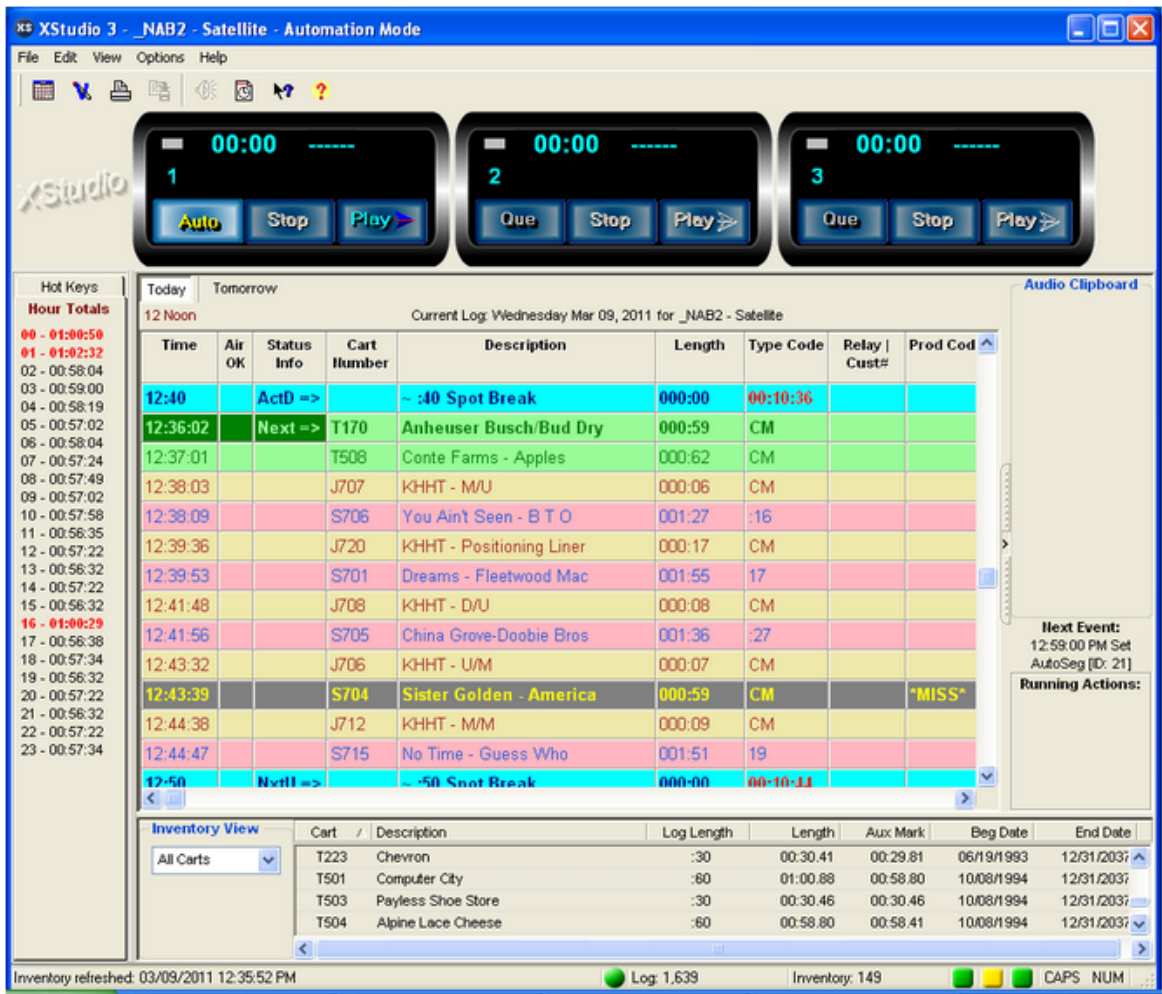 XStudio 3 - _NAB2 - Satellite - Automation Mode
File Edit View Options Help
00:00 ------ 00:00 ------ 00:00 ------
1 2 3
XStudio
Auto Stop Play Que Stop Play Que Stop Play
Hot Keys
Hour Totals
00 - 01:00:50
01 - 01:02:32
02 - 00:58:04
03 - 00:59:00
04 - 00:58:19
05 - 00:57:02
06 - 00:58:04
07 - 00:57:24
08 - 00:57:49
09 - 00:57:02
10 - 00:57:58
11 - 00:56:35
12 - 00:57:22
13 - 00:56:32
14 - 00:57:22
15 - 00:56:32
16 - 01:00:29
17 - 00:56:38
18 - 00:57:34
19 - 00:56:32
20 - 00:57:22
21 - 00:56:32
22 - 00:57:22
23 - 00:57:34
Today Tomorrow
12 Noon Current Log: Wednesday Mar 09, 2011 for _NAB2 - Satellite
Time Air OK Status Info Cart Number Description Length Type Code Relay | Cust# Prod Cod
12:40 ActD => ~ :40 Spot Break 000:00 00:10:36
12:36:02 Next => T170 Anheuser Busch/Bud Dry 000:59 CM
12:37:01 T508 Conte Farms - Apples 000:62 CM
12:38:03 J707 KHHT - M/U 000:06 CM
12:38:09 S706 You Ain't Seen - B T O 001:27 :16
12:39:36 J720 KHHT - Positioning Liner 000:17 CM
12:39:53 S701 Dreams - Fleetwood Mac 001:55 17
12:41:48 J708 KHHT - D/U 000:08 CM
12:41:56 S705 China Grove-Doobie Bros 001:36 :27
12:43:32 J706 KHHT - U/M 000:07 CM
12:43:39 S704 Sister Golden - America 000:59 CM *MISS*
12:44:38 J712 KHHT - M/M 000:09 CM
12:44:47 S715 No Time - Guess Who 001:51 19
12:50 NxtU => ~ :50 Spot Break 000:00 00:10:44
Audio Clipboard
Next Event:
12:59:00 PM Set
AutoSeg [ID: 21]
Running Actions:
Inventory View
All Carts
Cart / Description Log Length Length Aux Mark Beg Date End Date
T223 Chevron :30 00:30.41 00:29.81 06/19/1993 12/31/2037
T501 Computer City :60 01:00.88 00:58.80 10/08/1994 12/31/2037
T503 Payless Shoe Store :30 00:30.46 00:30.46 10/08/1994 12/31/2037
T504 Alpine Lace Cheese :60 00:58.80 00:58.41 10/08/1994 12/31/2037
Inventory refreshed: 03/09/2011 12:35:52 PM Log: 1,639 Inventory: 149 CAPS NUM